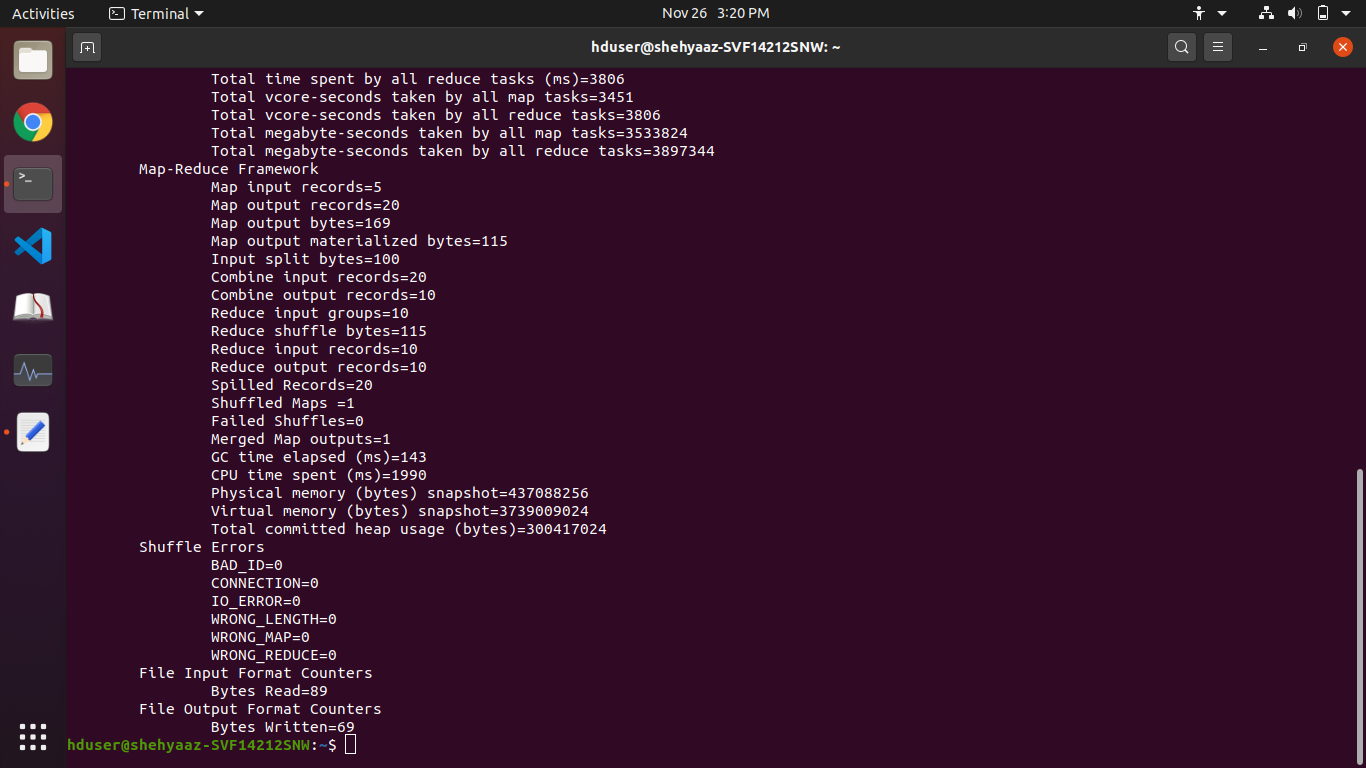 Activities Terminal Nov 26 3:20 PM
hduser@shehyaaz-SVF14212SNW: ~
Total time spent by all reduce tasks (ms)=3806
Total vcore-seconds taken by all map tasks=3451
Total vcore-seconds taken by all reduce tasks=3806
Total megabyte-seconds taken by all map tasks=3533824
Total megabyte-seconds taken by all reduce tasks=3897344
Map-Reduce Framework
Map input records=5
Map output records=20
Map output bytes=169
Map output materialized bytes=115
Input split bytes=100
Combine input records=20
Combine output records=10
Reduce input groups=10
Reduce shuffle bytes=115
Reduce input records=10
Reduce output records=10
Spilled Records=20
Shuffled Maps =1
Failed Shuffles=0
Merged Map outputs=1
GC time elapsed (ms)=143
CPU time spent (ms)=1990
Physical memory (bytes) snapshot=437088256
Virtual memory (bytes) snapshot=3739009024
Total committed heap usage (bytes)=300417024
Shuffle Errors
BAD_ID=0
CONNECTION=0
IO_ERROR=0
WRONG_LENGTH=0
WRONG_MAP=0
WRONG_REDUCE=0
File Input Format Counters
Bytes Read=89
File Output Format Counters
Bytes Written=69
hduser@shehyaaz-SVF14212SNW:~$